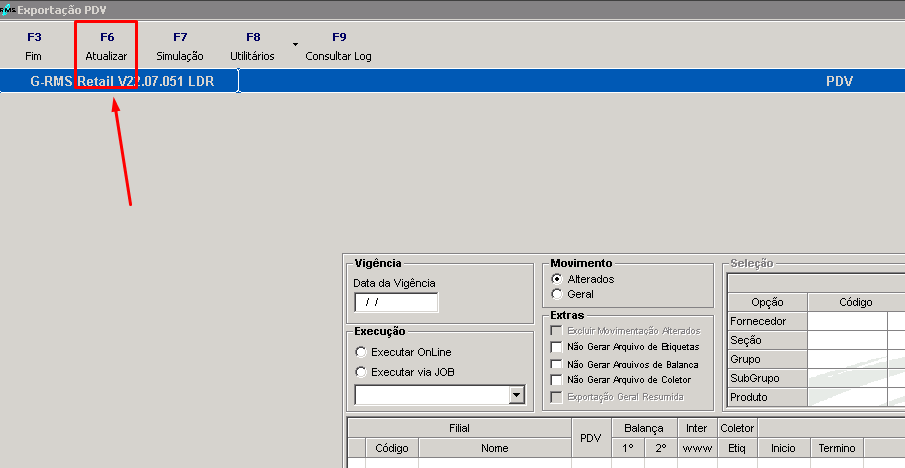 RMS Exportação PDV
F3 F6 F7 F8 F9
Fim Atualizar Simulação Utilitários Consultar Log
G-RMS Retail V22.07.051 LDR PDV
Vigência
Data da Vigência
/ /
Execução
Executar OnLine
Executar via JOB
Movimento
Alterados
Geral
Extras
Excluir Movimentação Alterados
Não Gerar Arquivo de Etiquetas
Não Gerar Arquivos de Balança
Não Gerar Arquivo de Coletor
Exportação Geral Resumida
Seleção
Opção Código
Fornecedor
Seção
Grupo
SubGrupo
Produto
Filial PDV Balança Inter Coletor
Código Nome 1º 2º www Etiq Inicio Termino